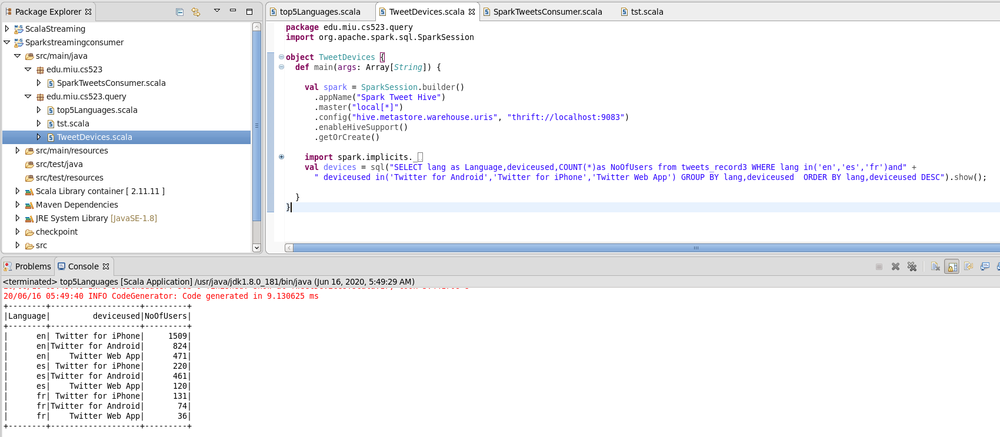 Package Explorer
ScalaStreaming
Sparkstreamingconsumer
src/main/java
edu.miu.cs523
SparkTweetsConsumer.scala
edu.miu.cs523.query
top5Languages.scala
tst.scala
TweetDevices.scala
src/main/resources
src/test/java
src/test/resources
Scala Library container [ 2.11.11 ]
Maven Dependencies
JRE System Library [JavaSE-1.8]
checkpoint
src
top5Languages.scala TweetDevices.scala SparkTweetsConsumer.scala tst.scala
package edu.miu.cs523.query
import org.apache.spark.sql.SparkSession
object TweetDevices {
def main(args: Array[String]) {
val spark = SparkSession.builder()
.appName("Spark Tweet Hive")
.master("local[*]")
.config("hive.metastore.warehouse.uris", "thrift://localhost:9083")
.enableHiveSupport()
.getOrCreate()
import spark.implicits._
val devices = sql("SELECT lang as Language,deviceused,COUNT(*)as NoOfUsers from tweets_record3 WHERE lang in('en','es','fr')and" +
" deviceused in('Twitter for Android','Twitter for iPhone','Twitter Web App') GROUP BY lang,deviceused  ORDER BY lang,deviceused DESC").show();
}
}
Problems Console
<terminated> top5Languages [Scala Application] /usr/java/jdk1.8.0_181/bin/java (Jun 16, 2020, 5:49:29 AM)
20/06/16 05:49:40 INFO CodeGenerator: Code generated in 9.130625 ms
+--------+-------------------+---------+
|Language|         deviceused|NoOfUsers|
+--------+-------------------+---------+
|      en| Twitter for iPhone|     1509|
|      en|Twitter for Android|      824|
|      en|    Twitter Web App|      471|
|      es| Twitter for iPhone|      220|
|      es|Twitter for Android|      461|
|      es|    Twitter Web App|      120|
|      fr| Twitter for iPhone|      131|
|      fr|Twitter for Android|       74|
|      fr|    Twitter Web App|       36|
+--------+-------------------+---------+